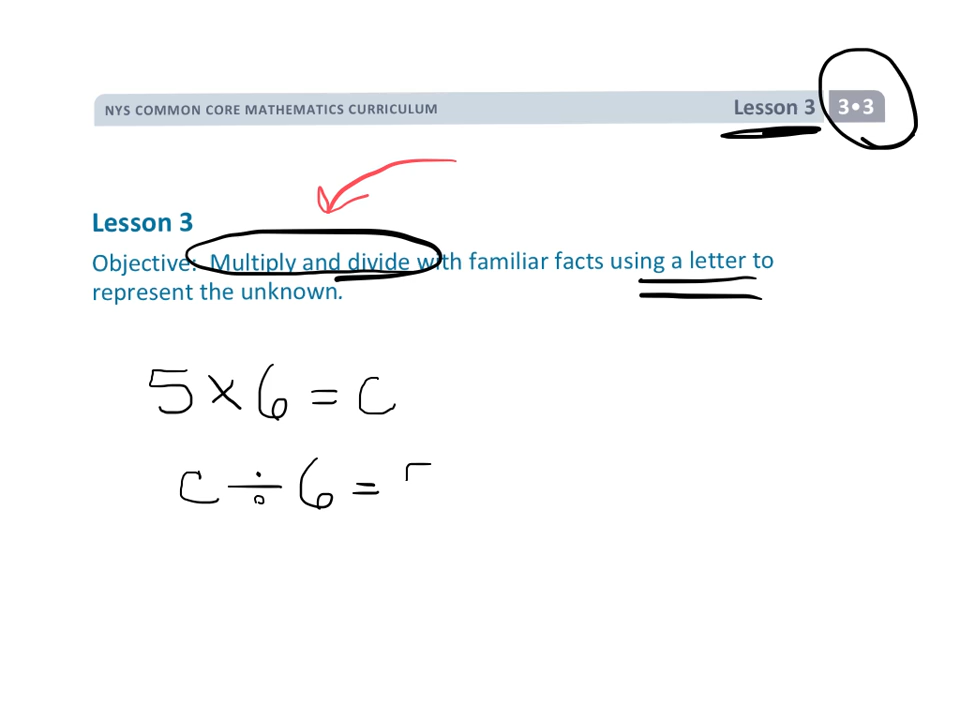 NYS COMMON CORE MATHEMATICS CURRICULUM Lesson 3 3•3
Lesson 3
Objective: Multiply and divide with familiar facts using a letter to
represent the unknown.
5 × 6 = C
C ÷ 6 =